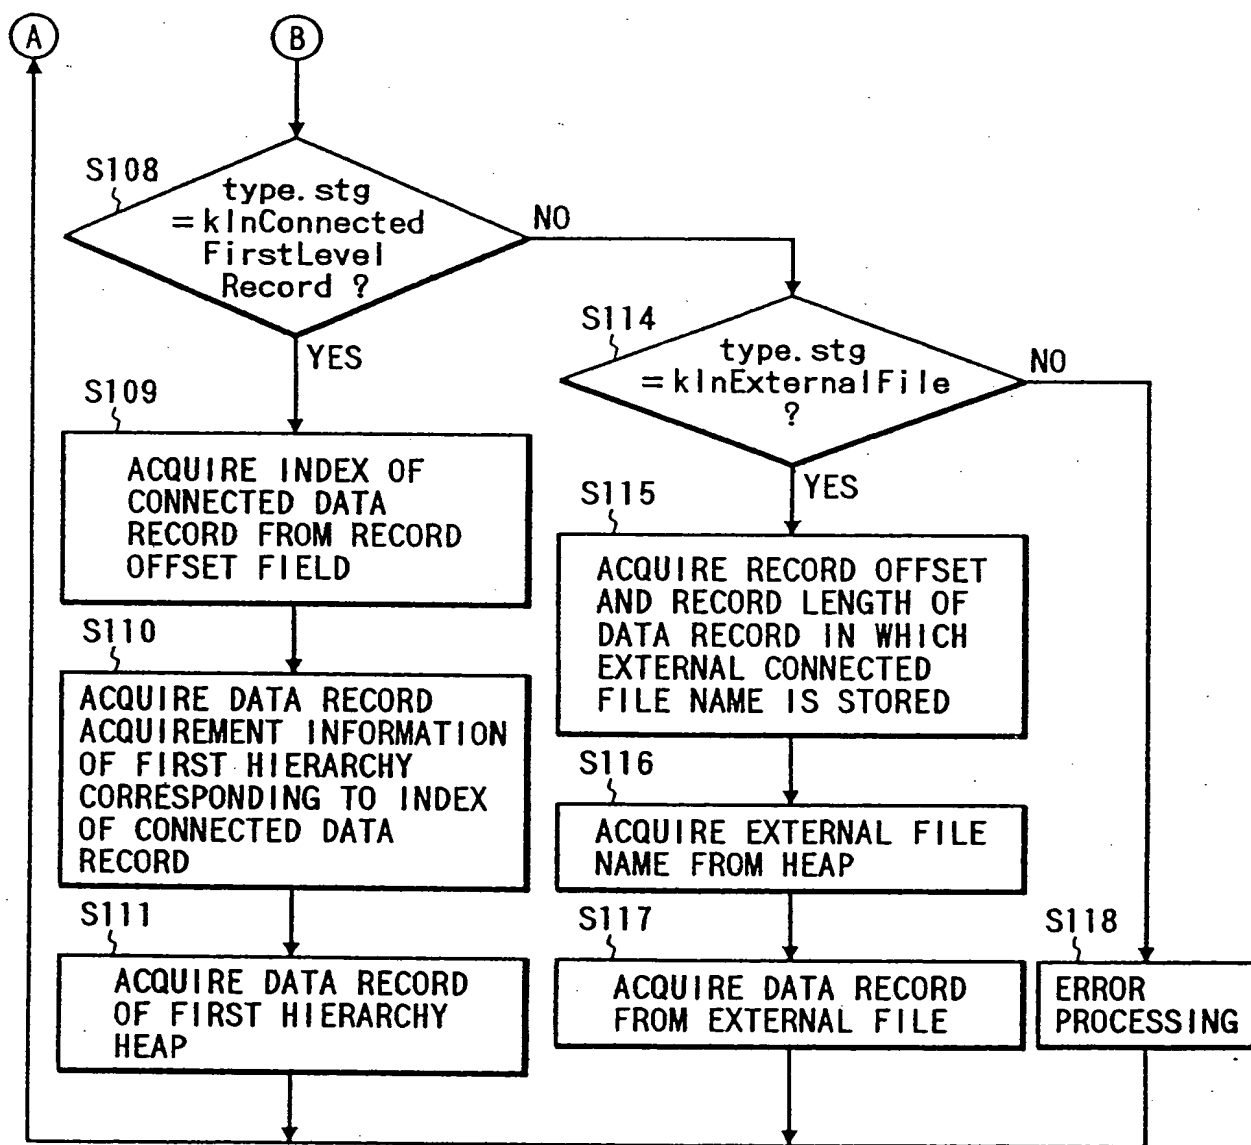 A
B
S108
type.stg
=kInConnected
FirstLevel
Record ?
NO
YES
S109
ACQUIRE INDEX OF
CONNECTED DATA
RECORD FROM RECORD
OFFSET FIELD
S110
ACQUIRE DATA RECORD
ACQUIREMENT INFORMATION
OF FIRST HIERARCHY
CORRESPONDING TO INDEX
OF CONNECTED DATA
RECORD
S111
ACQUIRE DATA RECORD
OF FIRST HIERARCHY
HEAP
S114
type.stg
=kInExternalFile
?
NO
YES
S115
ACQUIRE RECORD OFFSET
AND RECORD LENGTH OF
DATA RECORD IN WHICH
EXTERNAL CONNECTED
FILE NAME IS STORED
S116
ACQUIRE EXTERNAL FILE
NAME FROM HEAP
S117
ACQUIRE DATA RECORD
FROM EXTERNAL FILE
S118
ERROR
PROCESSING